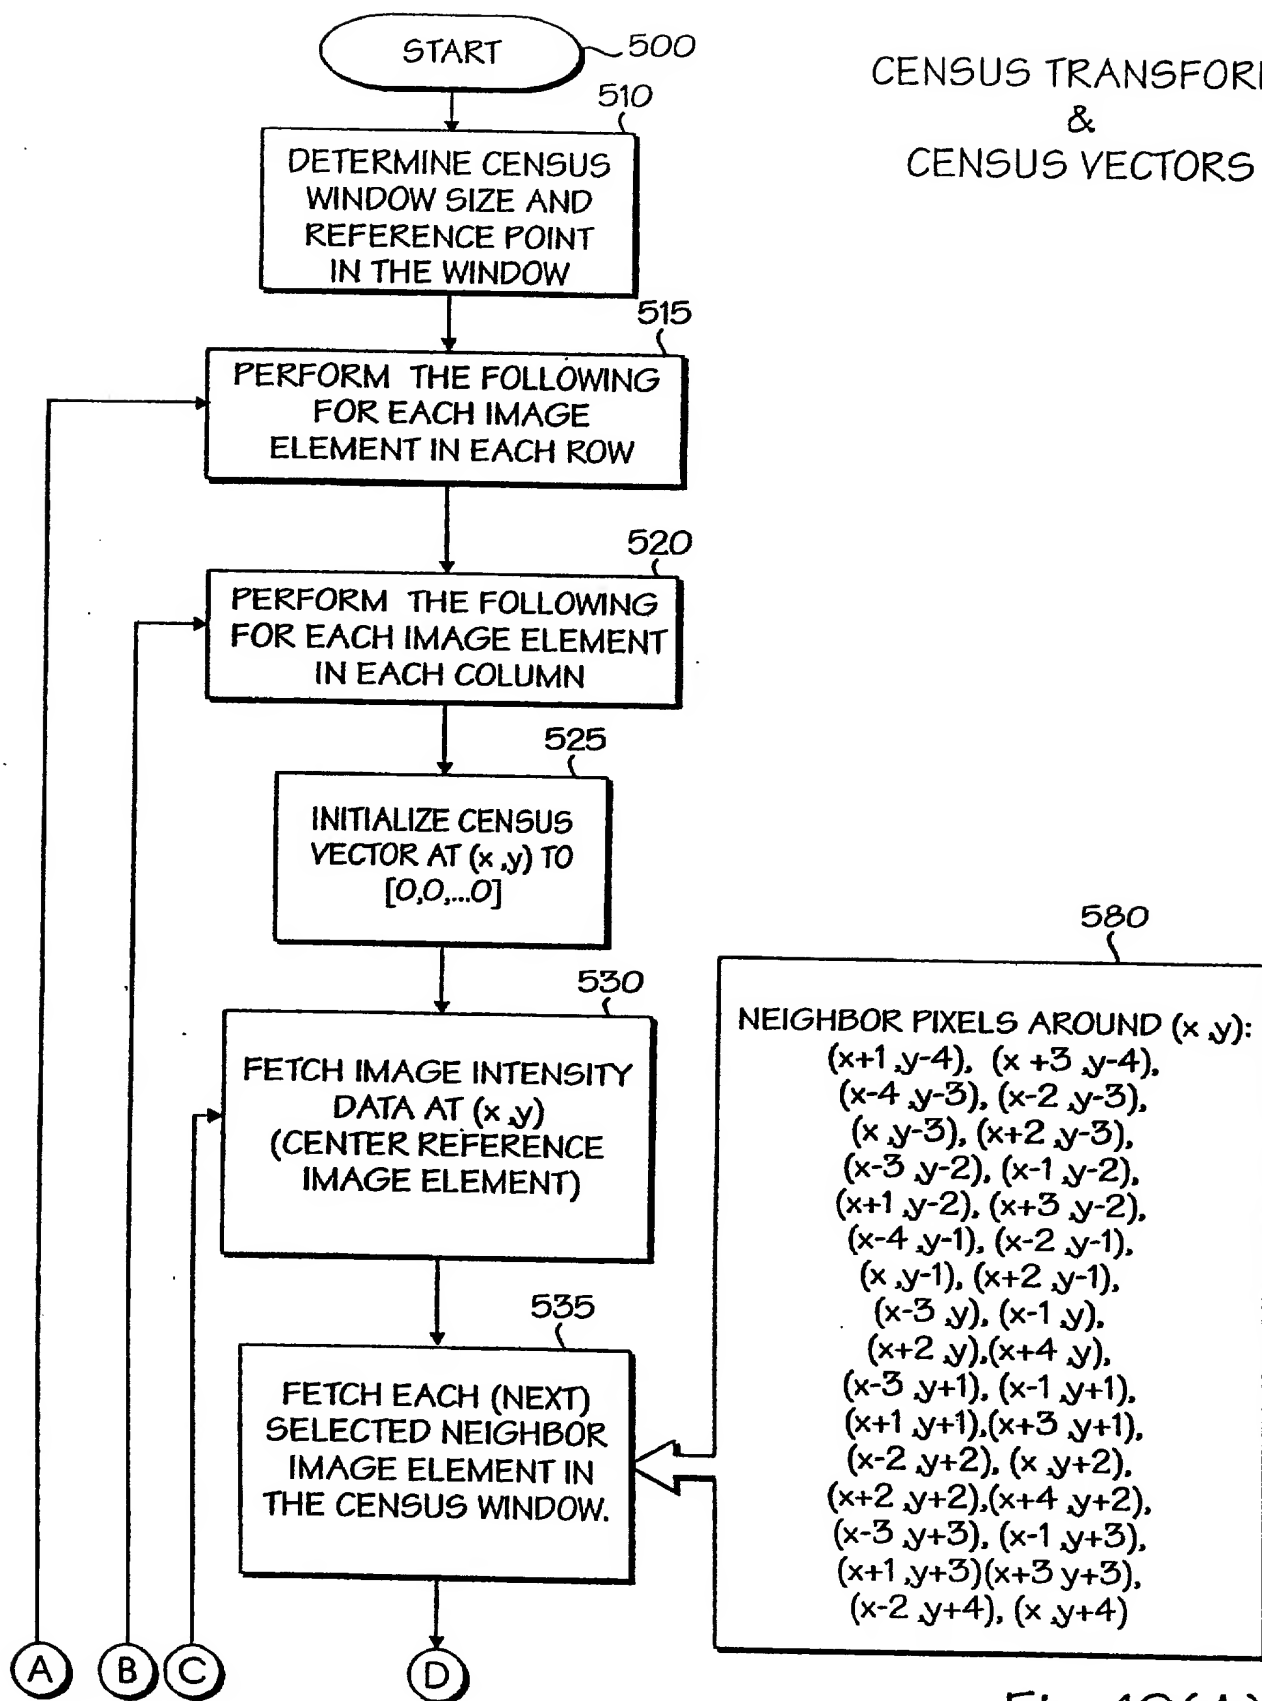 START
500
CENSUS TRANSFOR
&
CENSUS VECTORS
510
DETERMINE CENSUS
WINDOW SIZE AND
REFERENCE POINT
IN THE WINDOW
515
PERFORM THE FOLLOWING
FOR EACH IMAGE
ELEMENT IN EACH ROW
520
PERFORM THE FOLLOWING
FOR EACH IMAGE ELEMENT
IN EACH COLUMN
525
INITIALIZE CENSUS
VECTOR AT (x ,y) TO
[0,0,...0]
530
FETCH IMAGE INTENSITY
DATA AT (x ,y)
(CENTER REFERENCE
IMAGE ELEMENT)
535
FETCH EACH (NEXT)
SELECTED NEIGHBOR
IMAGE ELEMENT IN
THE CENSUS WINDOW.
580
NEIGHBOR PIXELS AROUND (x ,y):
(x+1 ,y-4), (x +3 ,y-4),
(x-4 ,y-3), (x-2 ,y-3),
(x ,y-3), (x+2 ,y-3),
(x-3 ,y-2), (x-1 ,y-2),
(x+1 ,y-2), (x+3 ,y-2),
(x-4 ,y-1), (x-2 ,y-1),
(x ,y-1), (x+2 ,y-1),
(x-3 ,y), (x-1 ,y),
(x+2 ,y),(x+4 ,y),
(x-3 ,y+1), (x-1 ,y+1),
(x+1 ,y+1),(x+3 ,y+1),
(x-2 ,y+2), (x ,y+2),
(x+2 ,y+2),(x+4 ,y+2),
(x-3 ,y+3), (x-1 ,y+3),
(x+1 ,y+3)(x+3 y+3),
(x-2 ,y+4), (x ,y+4)
A
B
C
D